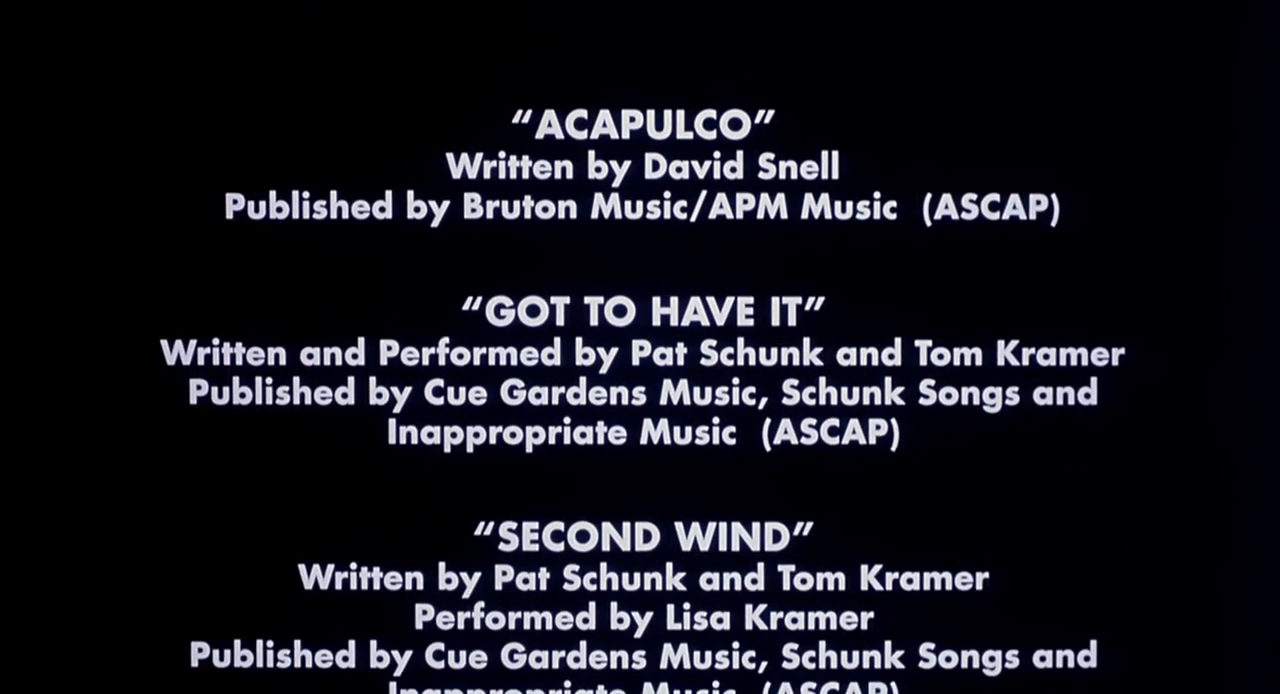 “ACAPULCO”
Written by David Snell
Published by Bruton Music/APM Music (ASCAP)
“GOT TO HAVE IT”
Written and Performed by Pat Schunk and Tom Kramer
Published by Cue Gardens Music, Schunk Songs and
Inappropriate Music (ASCAP)
“SECOND WIND”
Written by Pat Schunk and Tom Kramer
Performed by Lisa Kramer
Published by Cue Gardens Music, Schunk Songs and
Inappropriate Music (ASCAP)